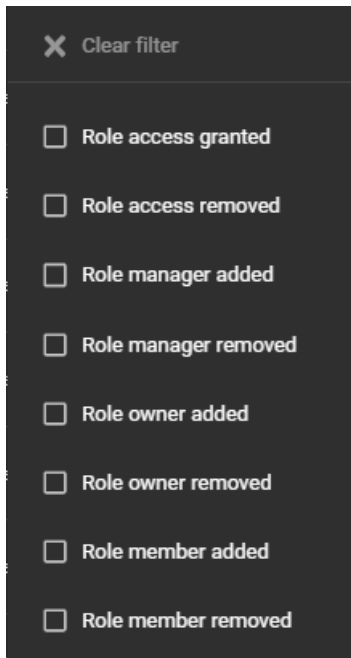 Clear filter
Role access granted
Role access removed
Role manager added
Role manager removed
Role owner added
Role owner removed
Role member added
Role member removed